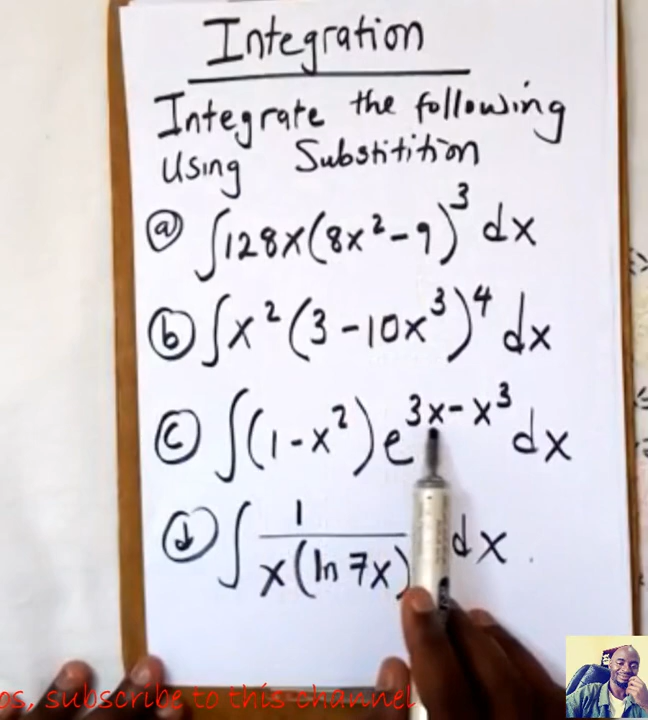 Integration
Integrate the following
Using Substitition
(a) ∫128x(8x²-9)³ dx
(b) ∫x²(3-10x³)⁴ dx
(c) ∫(1-x²)e^(3x-x³) dx
(d) ∫ 1/(x(ln 7x)) dx
os, subscribe to this channel